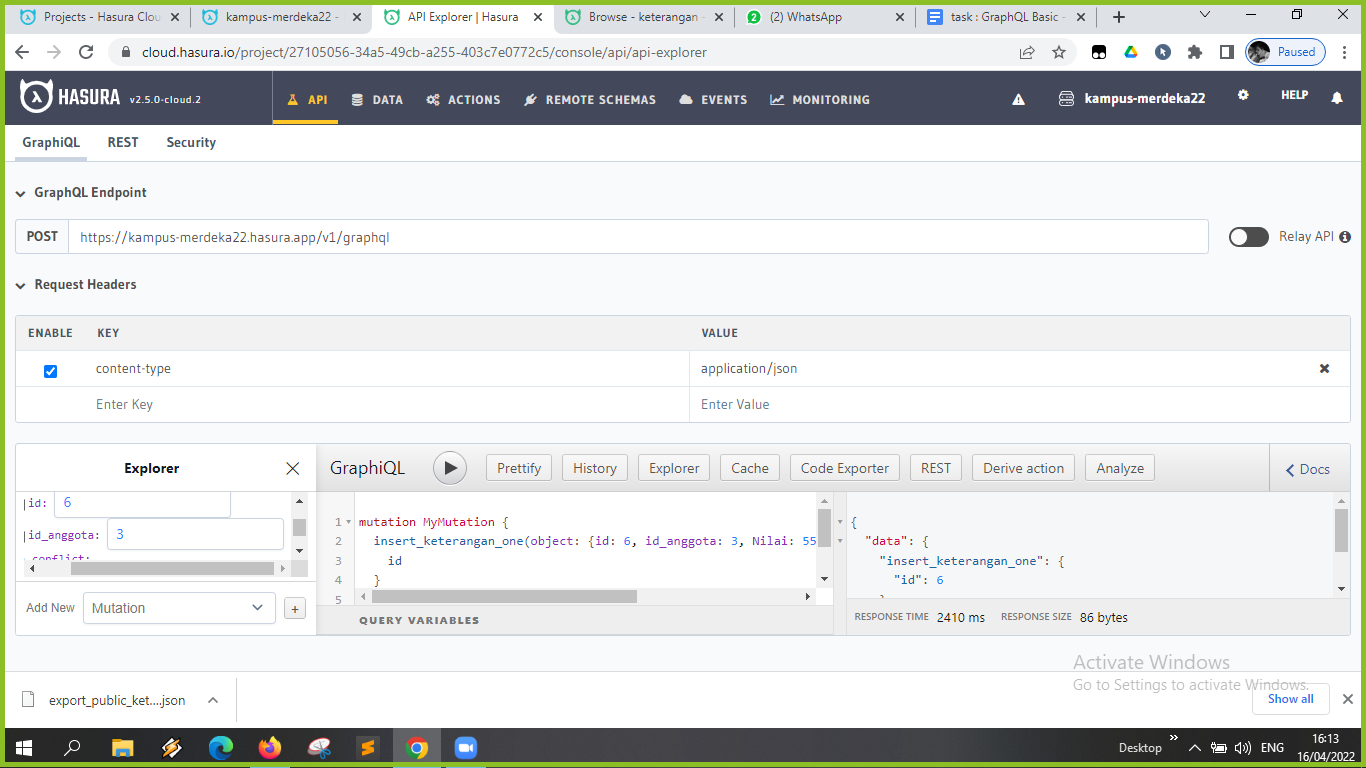 Projects - Hasura Clou
kampus-merdeka22 -
API Explorer | Hasura
Browse - keterangan -
2 (2) WhatsApp
task : GraphQL Basic -
cloud.hasura.io/project/27105056-34a5-49cb-a255-403c7e0772c5/console/api/api-explorer
Paused
HASURA v2.5.0-cloud.2
API DATA ACTIONS REMOTE SCHEMAS EVENTS MONITORING kampus-merdeka22 HELP
GraphiQL REST Security
GraphQL Endpoint
POST https://kampus-merdeka22.hasura.app/v1/graphql Relay API
Request Headers
ENABLE KEY VALUE
content-type application/json
Enter Key Enter Value
Explorer
GraphiQL Prettify History Explorer Cache Code Exporter REST Derive action Analyze Docs
id: 6
id_anggota: 3
conflict:
Add New Mutation +
1 mutation MyMutation {
2 insert_keterangan_one(object: {id: 6, id_anggota: 3, Nilai: 55
3 id
4 }
5
QUERY VARIABLES
{
"data": {
"insert_keterangan_one": {
"id": 6
RESPONSE TIME 2410 ms RESPONSE SIZE 86 bytes
Activate Windows
Go to Settings to activate Windows.
export_public_ket....json
Show all
Desktop ENG
16:13
16/04/2022